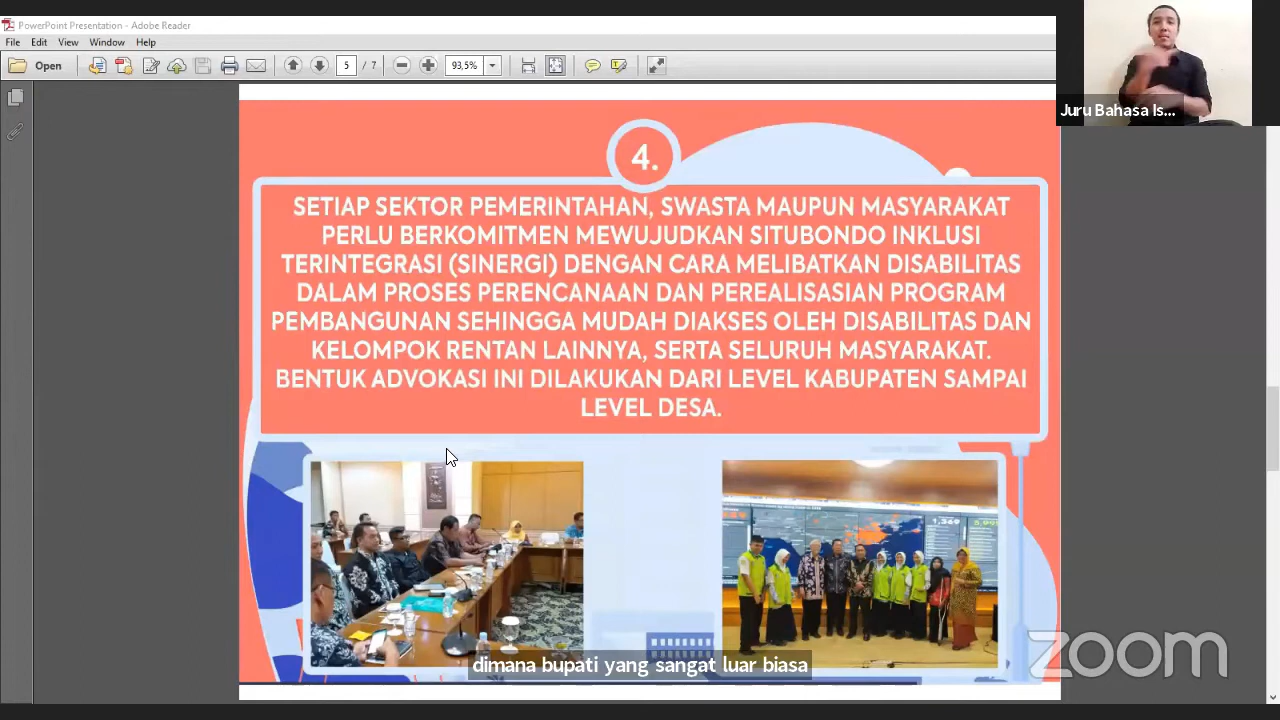 PowerPoint Presentation - Adobe Reader
File Edit View Window Help
Open 5 / 7 93,5%
Juru Bahasa Is...
4.
SETIAP SEKTOR PEMERINTAHAN, SWASTA MAUPUN MASYARAKAT
PERLU BERKOMITMEN MEWUJUDKAN SITUBONDO INKLUSI
TERINTEGRASI (SINERGI) DENGAN CARA MELIBATKAN DISABILITAS
DALAM PROSES PERENCANAAN DAN PEREALISASIAN PROGRAM
PEMBANGUNAN SEHINGGA MUDAH DIAKSES OLEH DISABILITAS DAN
KELOMPOK RENTAN LAINNYA, SERTA SELURUH MASYARAKAT.
BENTUK ADVOKASI INI DILAKUKAN DARI LEVEL KABUPATEN SAMPAI
LEVEL DESA.
1,369
dimana bupati yang sangat luar biasa
zoom